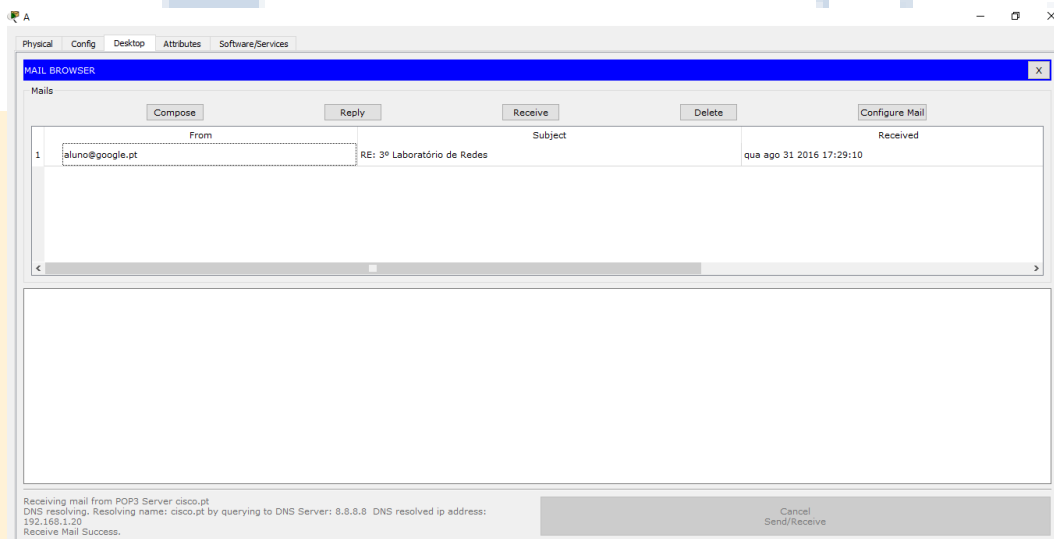 A
Physical Config Desktop Attributes Software/Services
MAIL BROWSER X
Mails
Compose Reply Receive Delete Configure Mail
From Subject Received
1 aluno@google.pt RE: 3º Laboratório de Redes qua ago 31 2016 17:29:10
Receiving mail from POP3 Server cisco.pt
DNS resolving. Resolving name: cisco.pt by querying to DNS Server: 8.8.8.8 DNS resolved ip address:
192.168.1.20
Receive Mail Success.
Cancel
Send/Receive